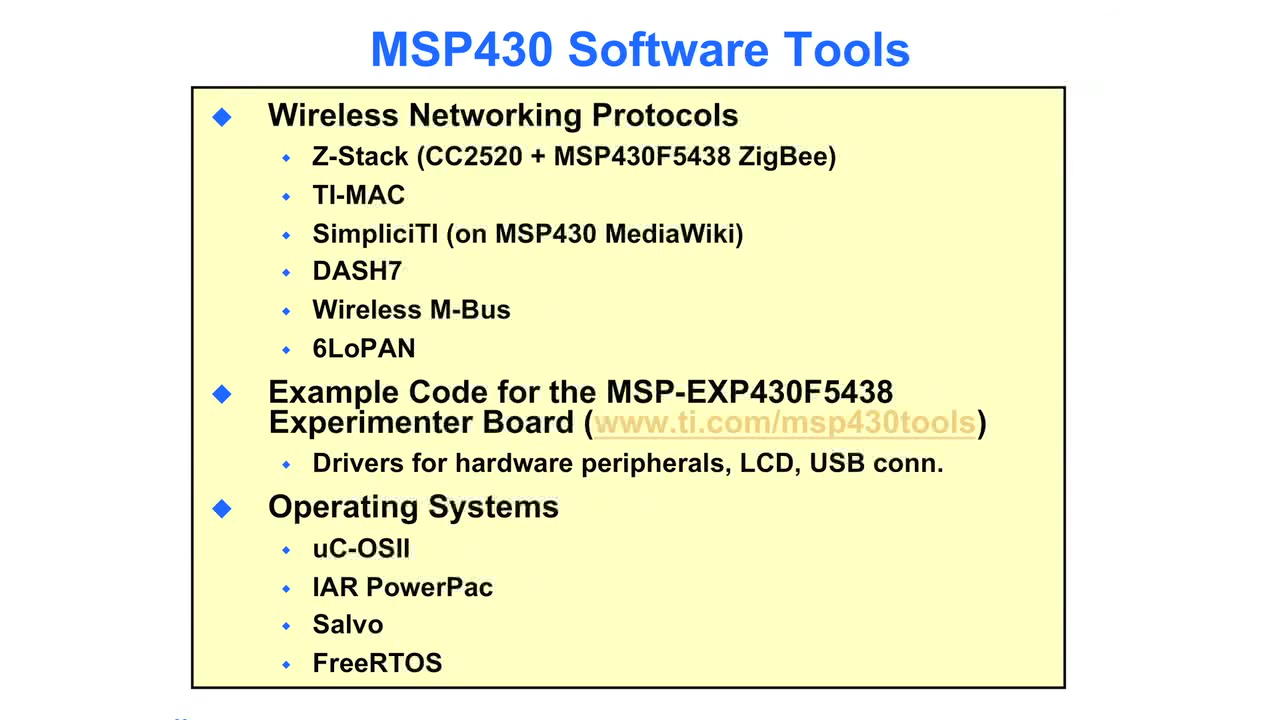 MSP430 Software Tools
Wireless Networking Protocols
Z-Stack (CC2520 + MSP430F5438 ZigBee)
TI-MAC
SimpliciTI (on MSP430 MediaWiki)
DASH7
Wireless M-Bus
6LoPAN
Example Code for the MSP-EXP430F5438
Experimenter Board (www.ti.com/msp430tools)
Drivers for hardware peripherals, LCD, USB conn.
Operating Systems
uC-OSII
IAR PowerPac
Salvo
FreeRTOS